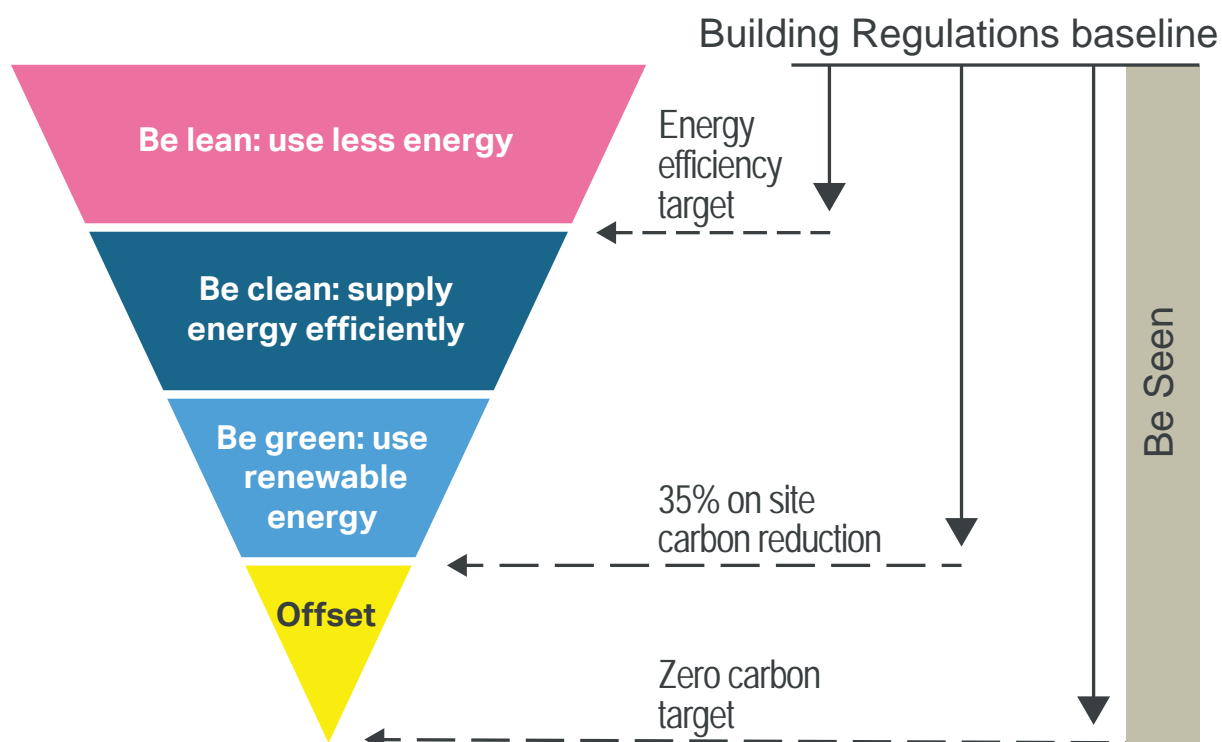 Building Regulations baseline
Be lean: use less energy
Energy
efficiency
target
Be clean: supply
energy efficiently
Be Seen
Be green: use
renewable
energy
35% on site
carbon reduction
Offset
Zero carbon
target